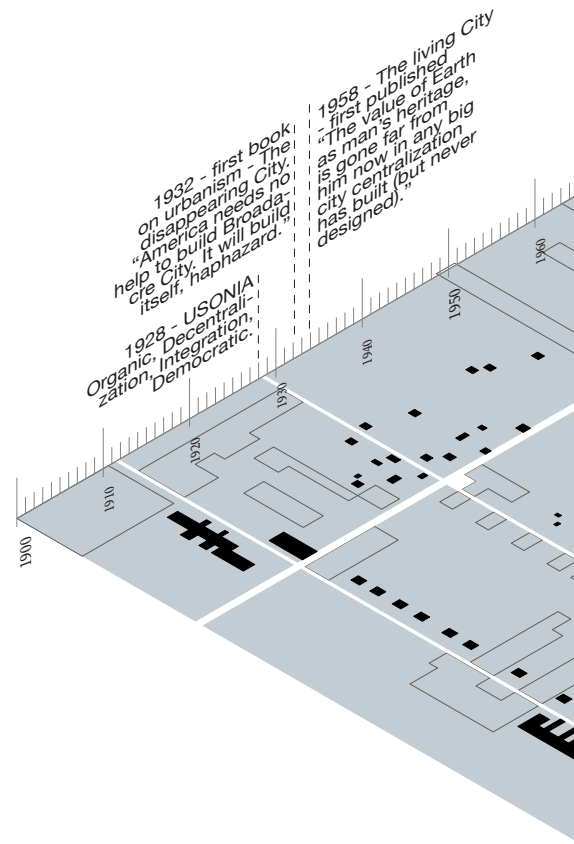 1958 - The living City
- first published
“The value of Earth
as man’s heritage,
is gone far from
him now in any big
city centralization
has built (but never
designed).”
1932 - first book
on urbanism - The
disappearing City.
“America needs no
help to build Broada-
cre City. It will build
itself, haphazard.”
1928 - USONIA
Organic, Decentrali-
zation, Integration,
Democratic.
1900
1910
1920
1930
1940
1950
1960